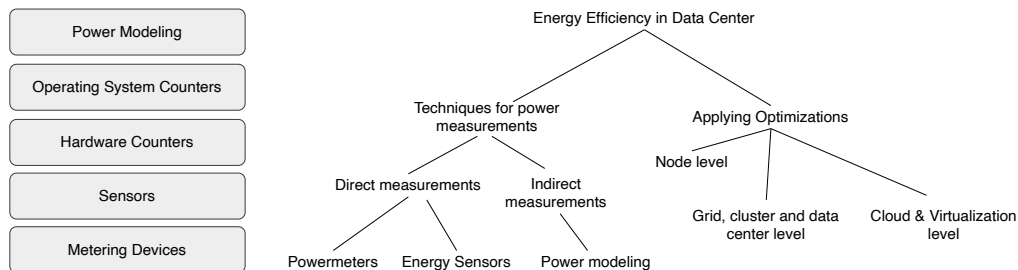 Power Modeling
Operating System Counters
Hardware Counters
Sensors
Metering Devices
Energy Efficiency in Data Center
Techniques for power
measurements
Applying Optimizations
Direct measurements
Indirect
measurements
Powermeters
Energy Sensors
Power modeling
Node level
Grid, cluster and data
center level
Cloud & Virtualization
level